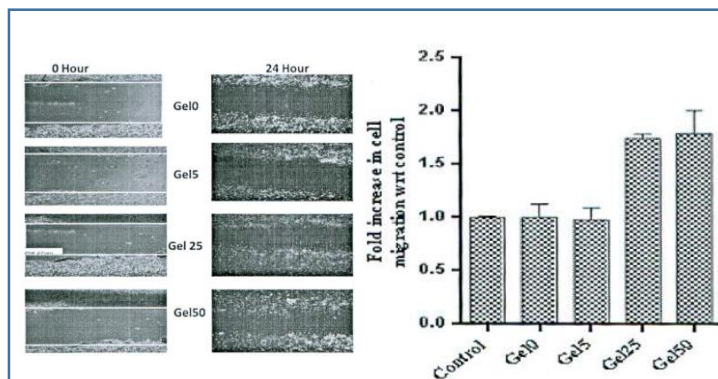 0 Hour
24 Hour
Gel0
Gel5
Gel 25
Gel50
Fold increase in cell
migration wrt control
2.5
2.0
1.5
1.0
0.5
0.0
Control
Gel0
Gel5
Gel25
Gel50